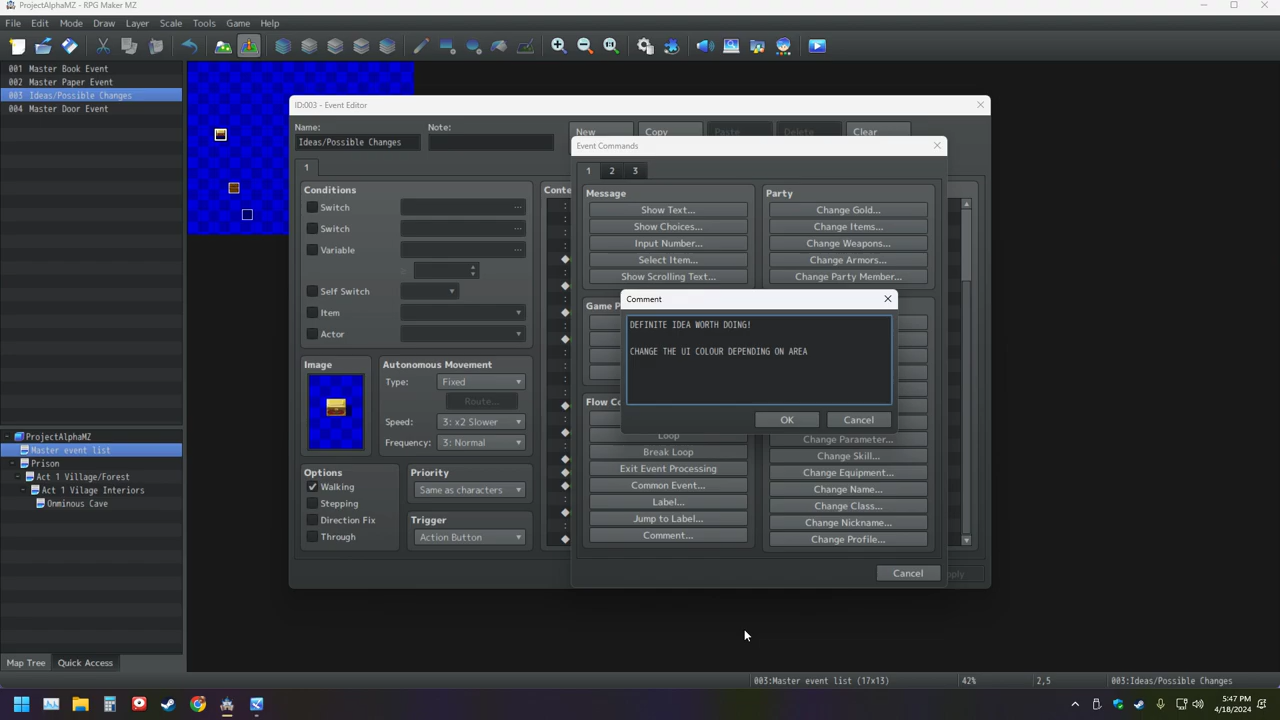 ProjectAlphaMZ - RPG Maker MZ
File Edit Mode Draw Layer Scale Tools Game Help
001 Master Book Event
002 Master Paper Event
003 Ideas/Possible Changes
004 Master Door Event
ProjectAlphaMZ
Master event list
Prison
Act 1 Village/Forest
Act 1 Vilage Interiors
Onminous Cave
Map Tree Quick Access
ID:003 - Event Editor
Name: Note:
Ideas/Possible Changes
New Copy Paste Delete Clear
1
Conditions
Switch ...
Switch ...
Variable ...
Self Switch
Item
Actor
Image
Autonomous Movement
Type: Fixed
Route...
Speed: 3: x2 Slower
Frequency: 3: Normal
Options
Walking
Stepping
Direction Fix
Through
Priority
Same as characters
Trigger
Action Button
Conte
Event Commands
1 2 3
Message
Show Text...
Show Choices...
Input Number...
Select Item...
Show Scrolling Text...
Party
Change Gold...
Change Items...
Change Weapons...
Change Armors...
Change Party Member...
Game P
Flow Co
Loop
Break Loop
Exit Event Processing
Common Event...
Label...
Jump to Label...
Comment...
Change Parameter...
Change Skill...
Change Equipment...
Change Name...
Change Class...
Change Nickname...
Change Profile...
Cancel
pply
Comment
DEFINITE IDEA WORTH DOING!
CHANGE THE UI COLOUR DEPENDING ON AREA
OK Cancel
003:Master event list (17x13) 42% 2,5 003:Ideas/Possible Changes
5:47 PM
4/18/2024